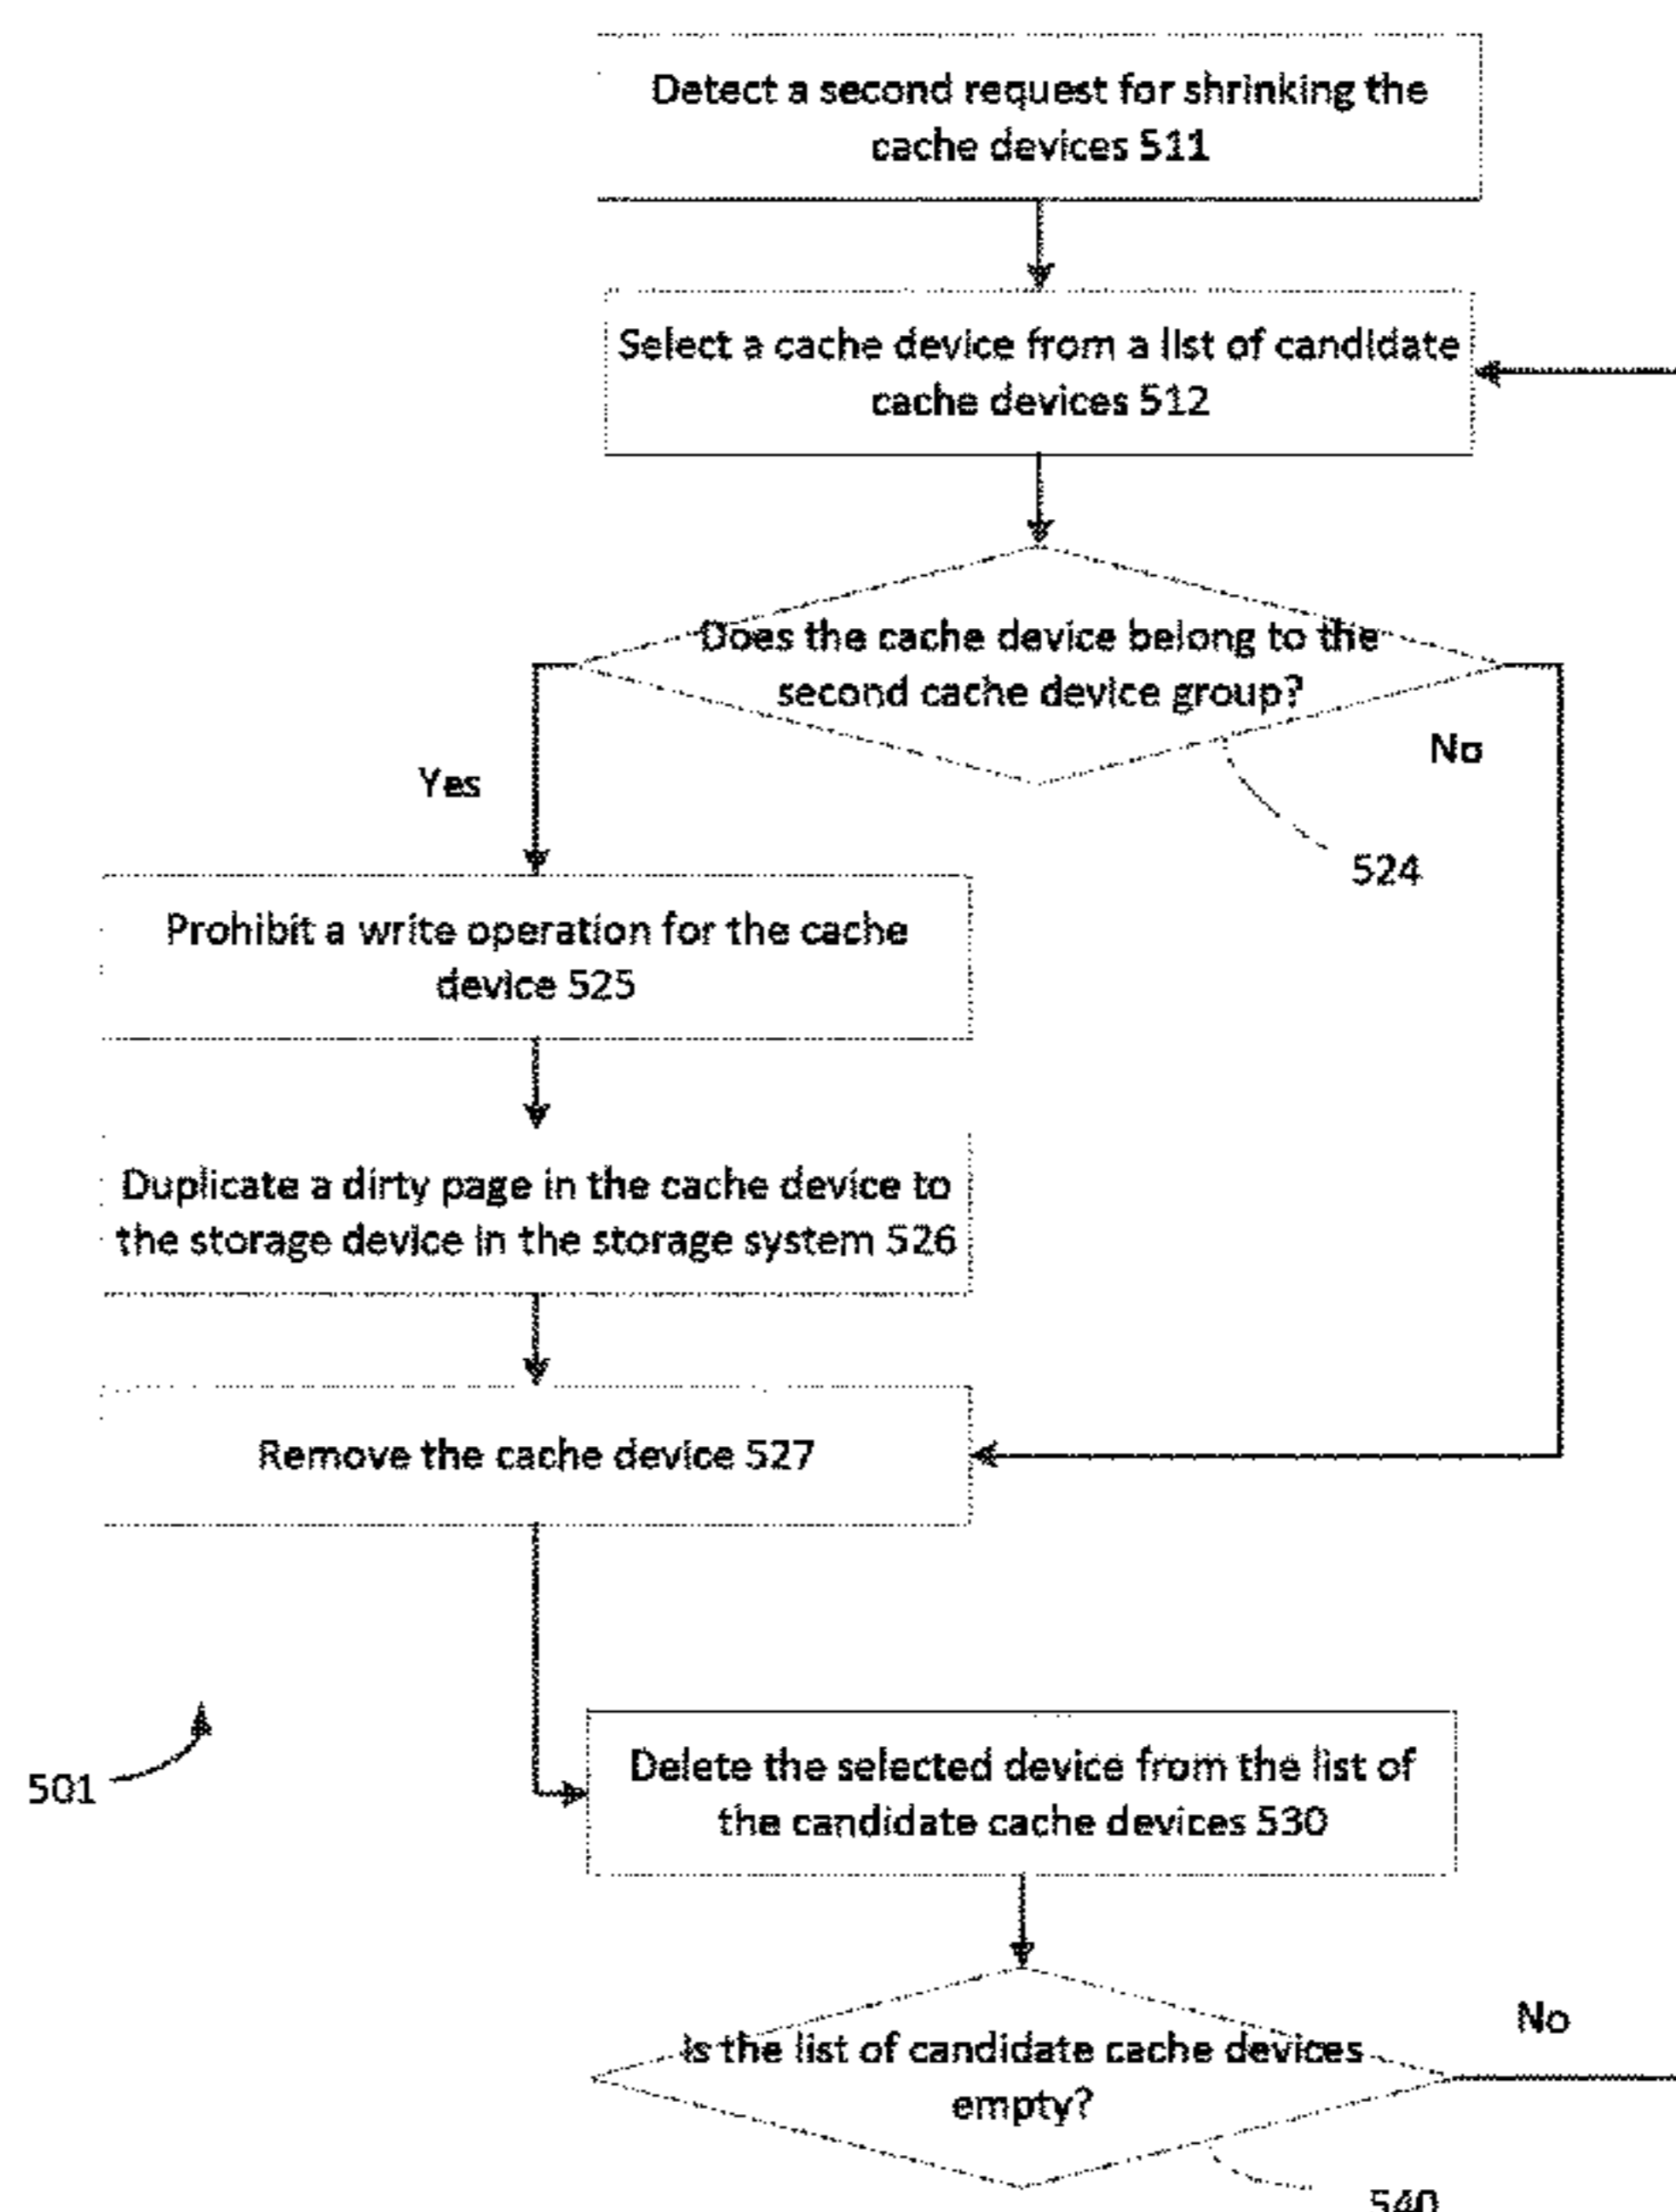 Detect a second request for shrinking the
cache devices 511
Select a cache device from a list of candidate
cache devices 512
Does the cache device belong to the
second cache device group?
No
Yes
524
Prohibit a write operation for the cache
device 525
Duplicate a dirty page in the cache device to
the storage device in the storage system 526
Remove the cache device 527
501
Delete the selected device from the list of
the candidate cache devices 530
No
Is the list of candidate cache devices
empty?
540